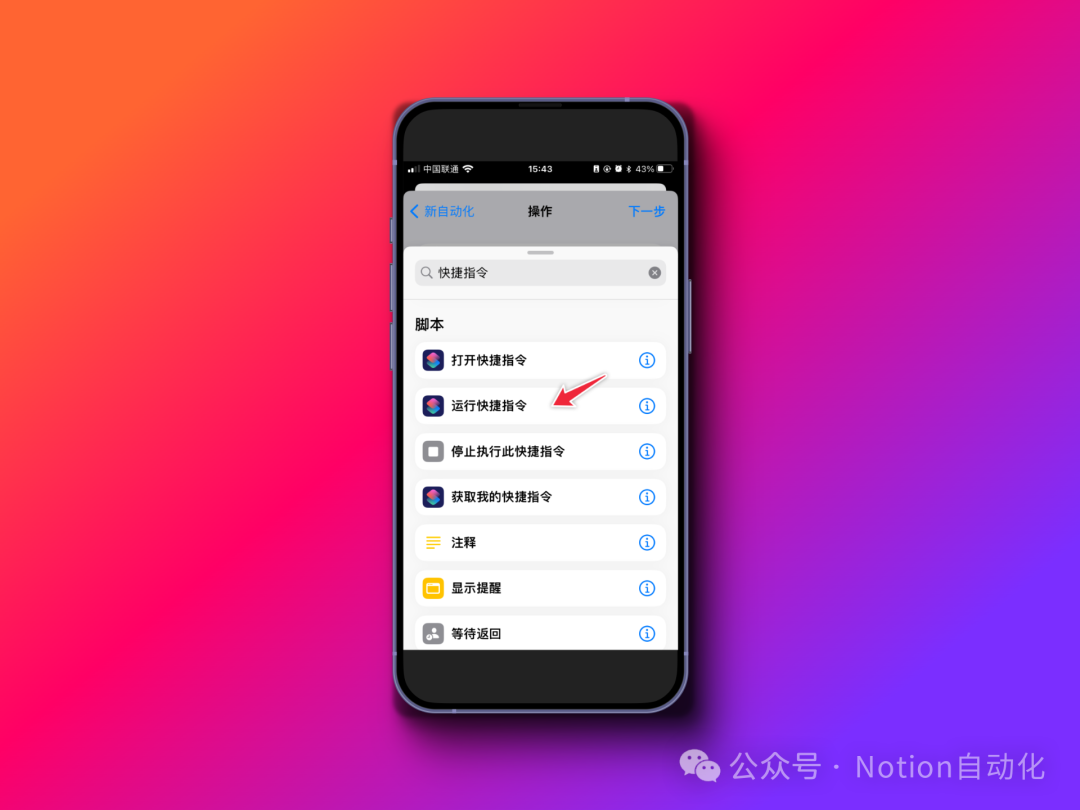 中国联通 15:43 43%
新自动化 操作 下一步
快捷指令
脚本
打开快捷指令
运行快捷指令
停止执行此快捷指令
获取我的快捷指令
注释
显示提醒
等待返回
公众号 · Notion自动化